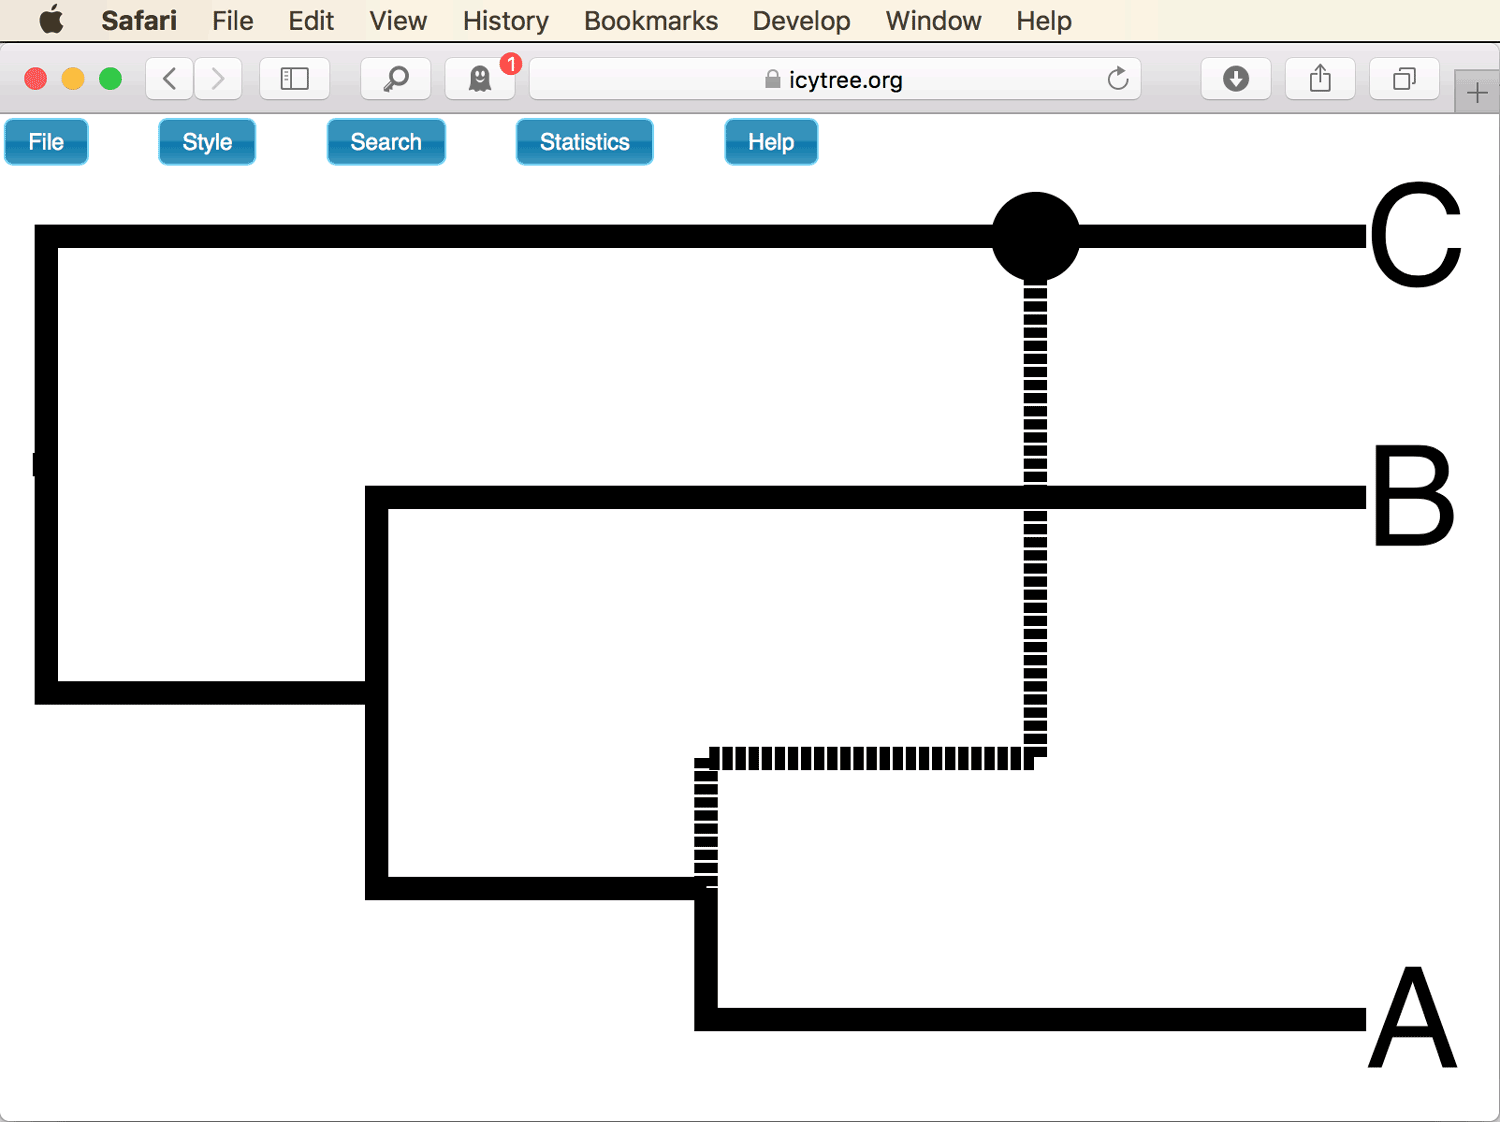 Safari File Edit View History Bookmarks Develop Window Help
1 icytree.org
File Style Search Statistics Help
C
B
A